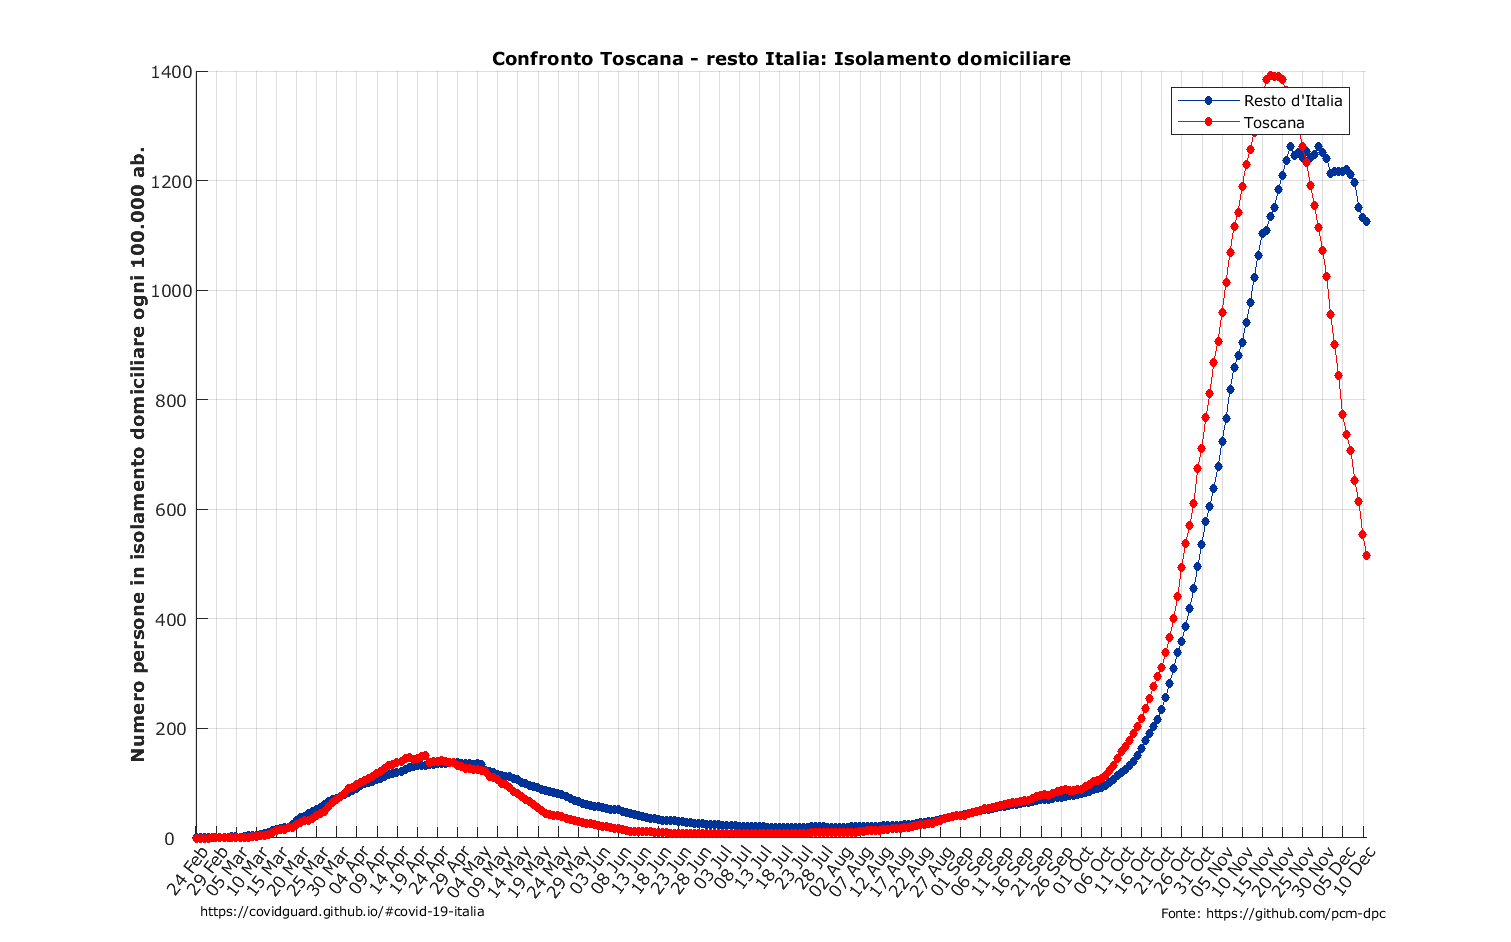 Confronto Toscana - resto Italia: Isolamento domiciliare
Numero persone in isolamento domiciliare ogni 100.000 ab.
1400
1200
1000
800
600
400
200
0
Resto d'Italia
Toscana
24 Feb
29 Feb
05 Mar
10 Mar
15 Mar
20 Mar
25 Mar
30 Mar
04 Apr
09 Apr
14 Apr
19 Apr
24 Apr
29 Apr
04 May
09 May
14 May
19 May
24 May
29 May
03 Jun
08 Jun
13 Jun
18 Jun
23 Jun
28 Jun
03 Jul
08 Jul
13 Jul
18 Jul
23 Jul
28 Jul
02 Aug
07 Aug
12 Aug
17 Aug
22 Aug
27 Aug
01 Sep
06 Sep
11 Sep
16 Sep
21 Sep
26 Sep
01 Oct
06 Oct
11 Oct
16 Oct
21 Oct
26 Oct
31 Oct
05 Nov
10 Nov
15 Nov
20 Nov
25 Nov
30 Nov
05 Dec
10 Dec
https://covidguard.github.io/#covid-19-italia
Fonte: https://github.com/pcm-dpc